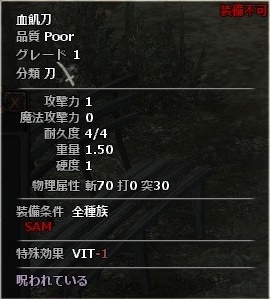 装備不可
血飢刀
品質 Poor
グレード 1
分類 刀
攻撃力 1
魔法攻撃力 0
耐久度 4/4
重量 1.50
硬度 1
物理属性 斬70 打0 突30
装備条件 全種族
SAM
特殊効果 VIT-1
呪われている